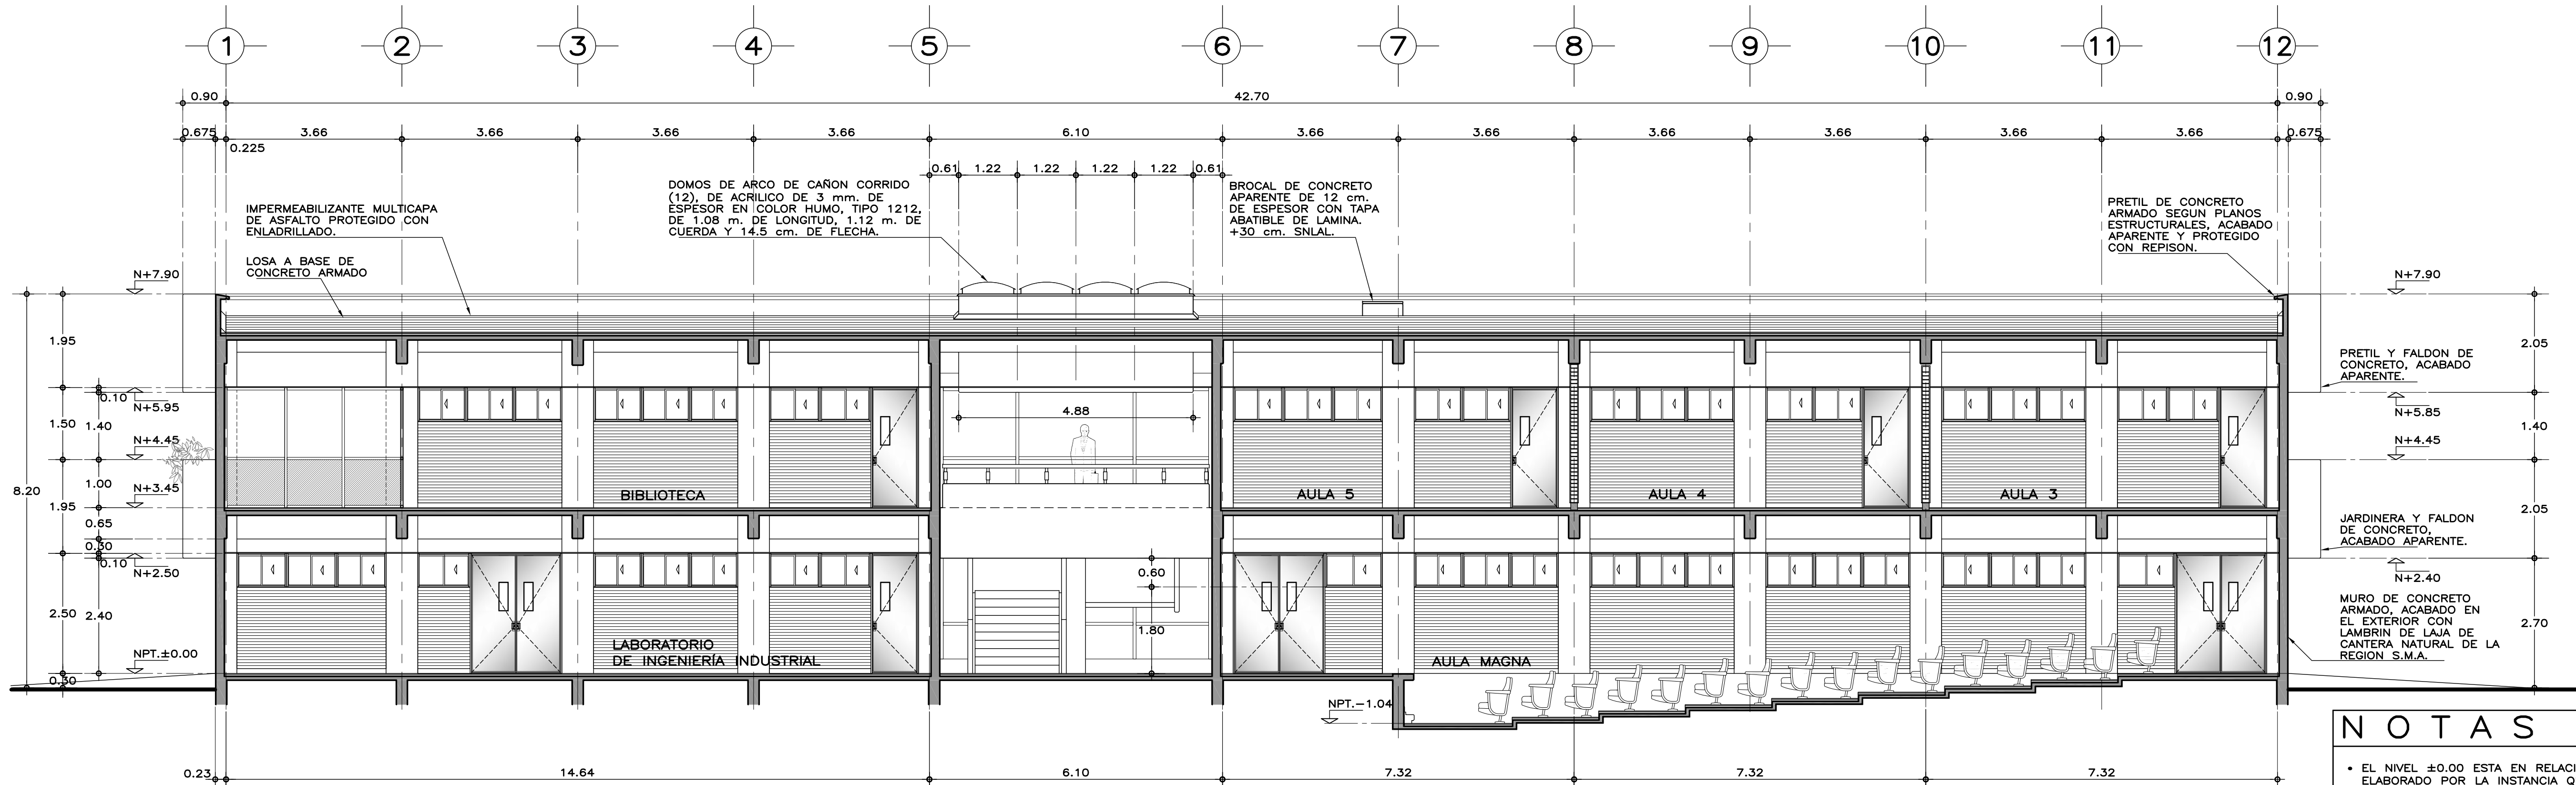 1 2 3 4 5 6 7 8 9 10 11 12
0.90 42.70 0.90
0.675 3.66 3.66 3.66 3.66 6.10 3.66 3.66 3.66 3.66 3.66 3.66 0.675
0.225
0.61 1.22 1.22 1.22 1.22 0.61
IMPERMEABILIZANTE MULTICAPA
DE ASFALTO PROTEGIDO CON
ENLADRILLADO.
LOSA A BASE DE
CONCRETO ARMADO
DOMOS DE ARCO DE CAÑON CORRIDO
(12), DE ACRILICO DE 3 mm. DE
ESPESOR EN COLOR HUMO, TIPO 1212,
DE 1.08 m. DE LONGITUD, 1.12 m. DE
CUERDA Y 14.5 cm. DE FLECHA.
BROCAL DE CONCRETO
APARENTE DE 12 cm.
DE ESPESOR CON TAPA
ABATIBLE DE LAMINA.
+30 cm. SNLAL.
PRETIL DE CONCRETO
ARMADO SEGUN PLANOS
ESTRUCTURALES, ACABADO
APARENTE Y PROTEGIDO
CON REPISON.
N+7.90
N+7.90
1.95
2.05
PRETIL Y FALDON DE
CONCRETO, ACABADO
APARENTE.
0.10
N+5.95
N+5.85
4.88
1.50 1.40
1.40
N+4.45
N+4.45
8.20
1.00
N+3.45
BIBLIOTECA
AULA 5
AULA 4
AULA 3
1.95
2.05
0.65
0.30
JARDINERA Y FALDON
DE CONCRETO,
ACABADO APARENTE.
0.10
N+2.50
0.60
N+2.40
2.50 2.40
1.80
2.70
MURO DE CONCRETO
ARMADO, ACABADO EN
EL EXTERIOR CON
LAMBRIN DE LAJA DE
CANTERA NATURAL DE LA
REGION S.M.A.
LABORATORIO
DE INGENIERÍA INDUSTRIAL
AULA MAGNA
NPT.±0.00
0.30
NPT.-1.04
0.23 14.64 6.10 7.32 7.32 7.32
NOTAS
• EL NIVEL ±0.00 ESTA EN RELACI
ELABORADO POR LA INSTANCIA Q